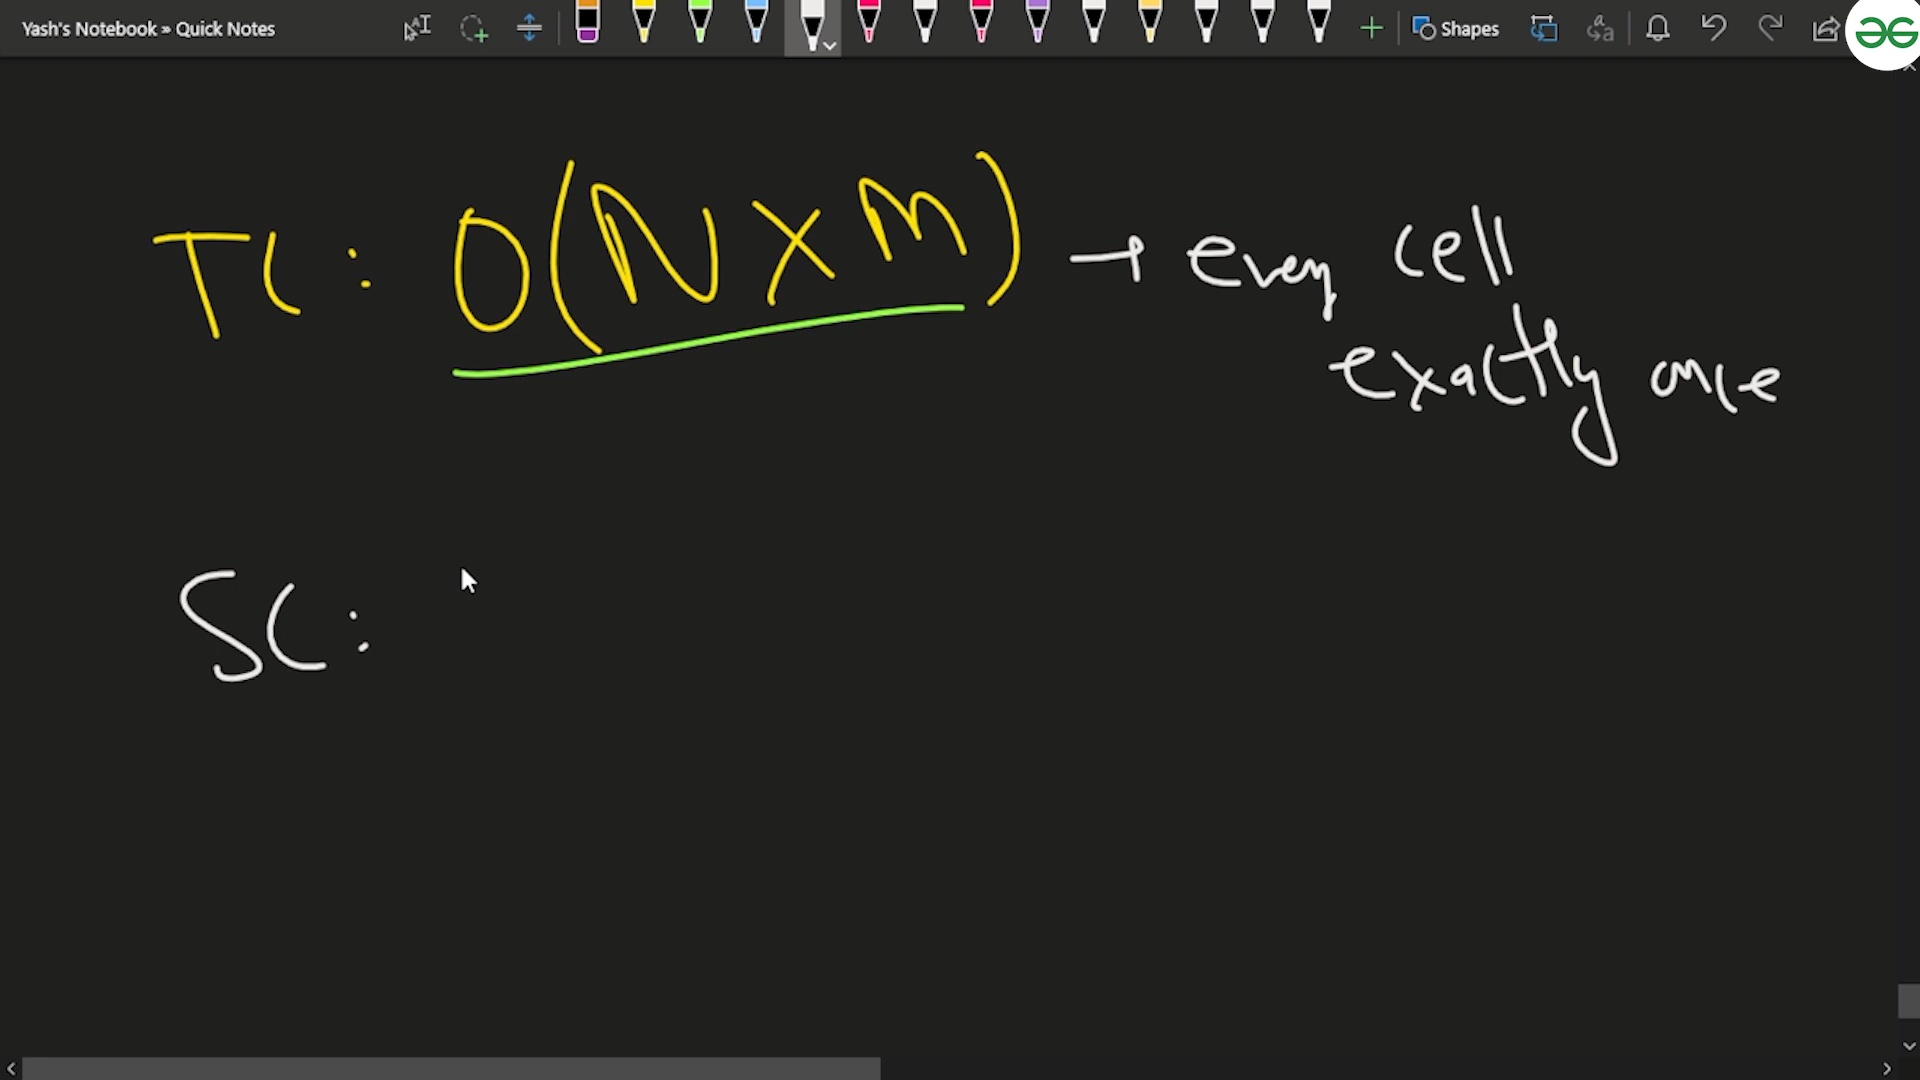 Yash's Notebook » Quick Notes
Shapes
TC: O(N×M) → every cell
exactly once
SC: